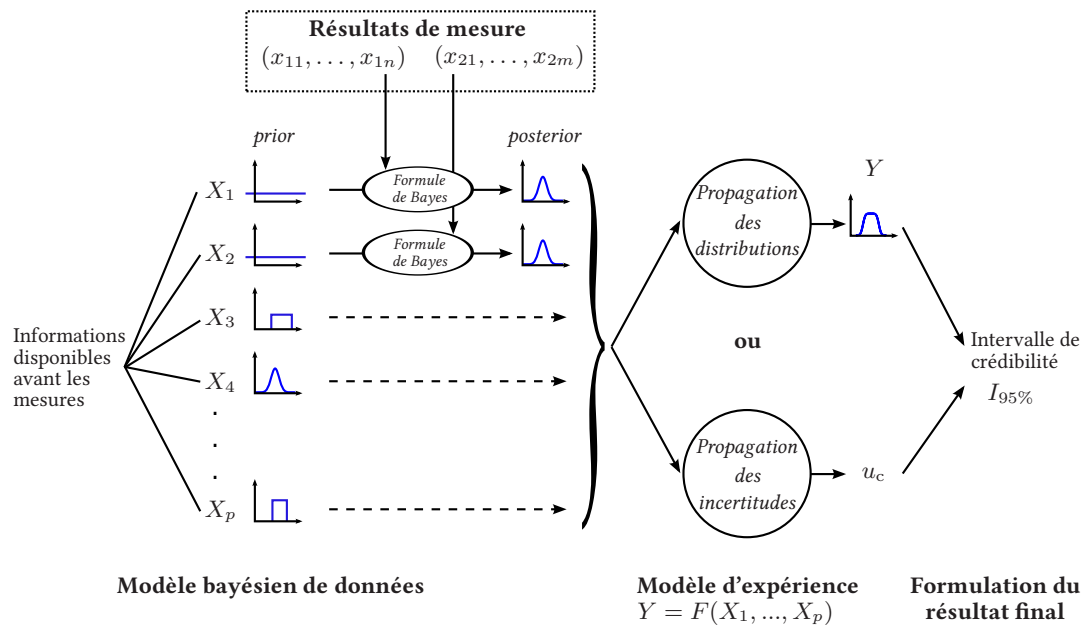 Résultats de mesure
(x₁₁, . . . , x₁ₙ) (x₂₁, . . . , x₂ₘ)
prior
posterior
X₁
Formule
de Bayes
X₂
Formule
de Bayes
X₃
X₄
.
.
.
Xₚ
Informations
disponibles
avant les
mesures
Propagation
des
distributions
Y
ou
Propagation
des
incertitudes
u_c
Intervalle de
crédibilité
I₉₅%
Modèle bayésien de données
Modèle d'expérience
Y = F(X₁, ..., Xₚ)
Formulation du
résultat final